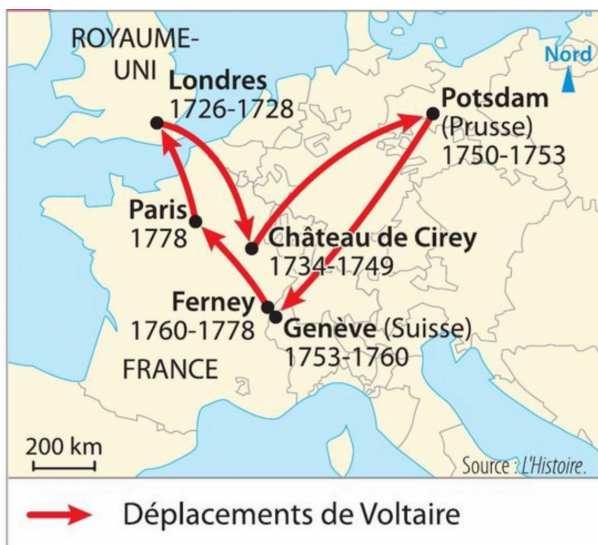 ROYAUME-
UNI
Londres
1726-1728
Nord
Potsdam
(Prusse)
1750-1753
Paris
1778
Château de Cirey
1734-1749
Ferney
1760-1778
Genève (Suisse)
1753-1760
FRANCE
200 km
Source : L'Histoire.
Déplacements de Voltaire